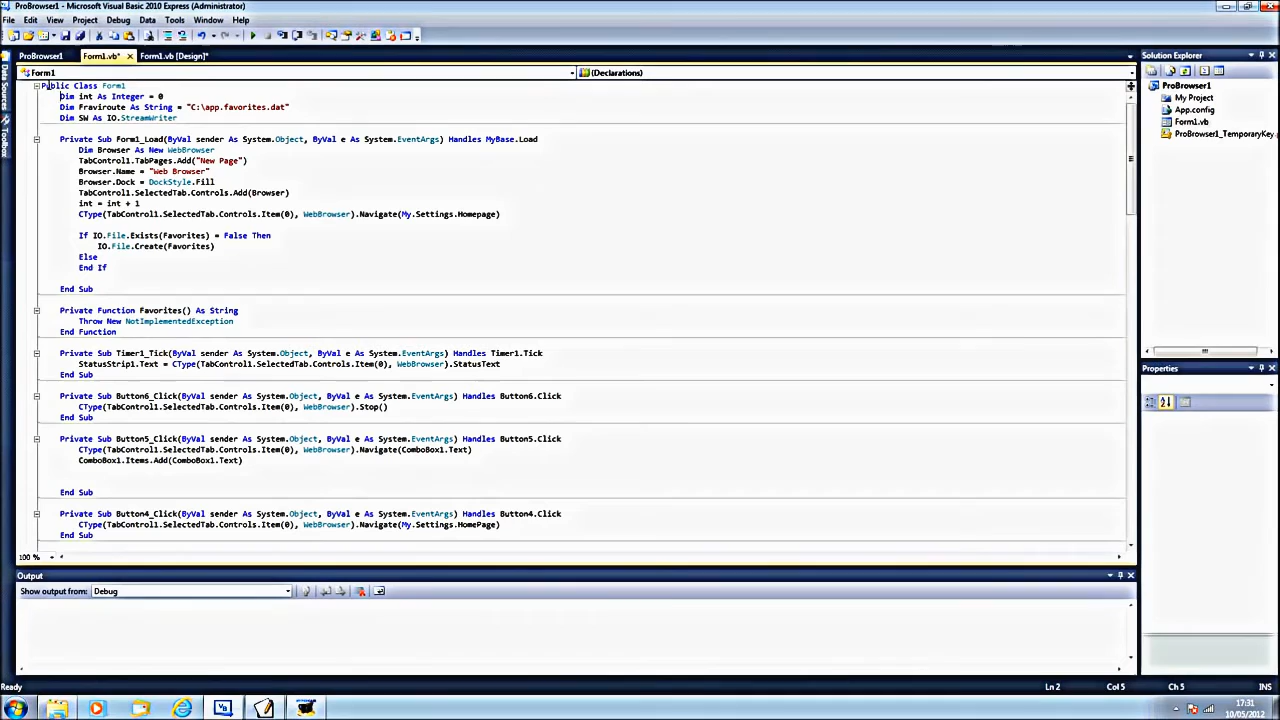 ProBrowser1 - Microsoft Visual Basic 2010 Express (Administrator)
File Edit View Project Debug Data Tools Window Help
ProBrowser1 Form1.vb* Form1.vb [Design]*
Form1 (Declarations)
Public Class Form1
Dim int As Integer = 0
Dim Fraviroute As String = "C:\app.favorites.dat"
Dim SW As IO.StreamWriter
Private Sub Form1_Load(ByVal sender As System.Object, ByVal e As System.EventArgs) Handles MyBase.Load
Dim Browser As New WebBrowser
TabControl1.TabPages.Add("New Page")
Browser.Name = "Web Browser"
Browser.Dock = DockStyle.Fill
TabControl1.SelectedTab.Controls.Add(Browser)
int = int + 1
CType(TabControl1.SelectedTab.Controls.Item(0), WebBrowser).Navigate(My.Settings.Homepage)
If IO.File.Exists(Favorites) = False Then
IO.File.Create(Favorites)
Else
End If
End Sub
Private Function Favorites() As String
Throw New NotImplementedException
End Function
Private Sub Timer1_Tick(ByVal sender As System.Object, ByVal e As System.EventArgs) Handles Timer1.Tick
StatusStrip1.Text = CType(TabControl1.SelectedTab.Controls.Item(0), WebBrowser).StatusText
End Sub
Private Sub Button6_Click(ByVal sender As System.Object, ByVal e As System.EventArgs) Handles Button6.Click
CType(TabControl1.SelectedTab.Controls.Item(0), WebBrowser).Stop()
End Sub
Private Sub Button5_Click(ByVal sender As System.Object, ByVal e As System.EventArgs) Handles Button5.Click
CType(TabControl1.SelectedTab.Controls.Item(0), WebBrowser).Navigate(ComboBox1.Text)
ComboBox1.Items.Add(ComboBox1.Text)
End Sub
Private Sub Button4_Click(ByVal sender As System.Object, ByVal e As System.EventArgs) Handles Button4.Click
CType(TabControl1.SelectedTab.Controls.Item(0), WebBrowser).Navigate(My.Settings.HomePage)
End Sub
100 %
Data Sources
Toolbox
Solution Explorer
ProBrowser1
My Project
App.config
Form1.vb
ProBrowser1_TemporaryKey.
Properties
Output
Show output from: Debug
Ready Ln 2 Col 5 Ch 5 INS
17:31
10/05/2012